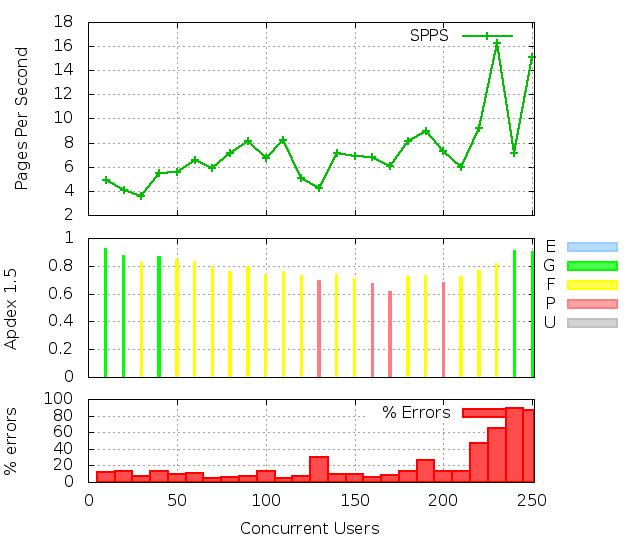 18
16
14
12
10
8
6
4
2
Pages Per Second
SPPS
1
0.8
0.6
0.4
0.2
0
Apdex 1.5
E
G
F
P
U
100
80
60
40
20
0
% errors
% Errors
0 50 100 150 200 250
Concurrent Users